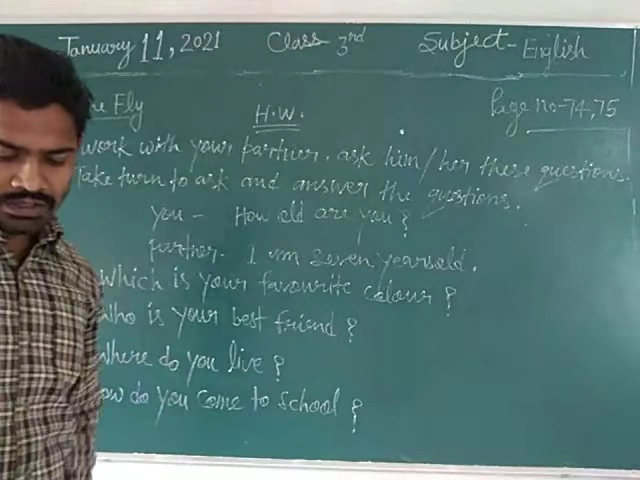 January 11, 2021 Class 3rd Subject - English
Fly H.W. Page no-74,75
work with your partner. ask him/her these questions.
Take turn to ask and answer the questions.
you - How old are you?
partner. I am seven years old.
Which is your favourite colour?
Who is your best friend?
Where do you live?
ow do you come to school?